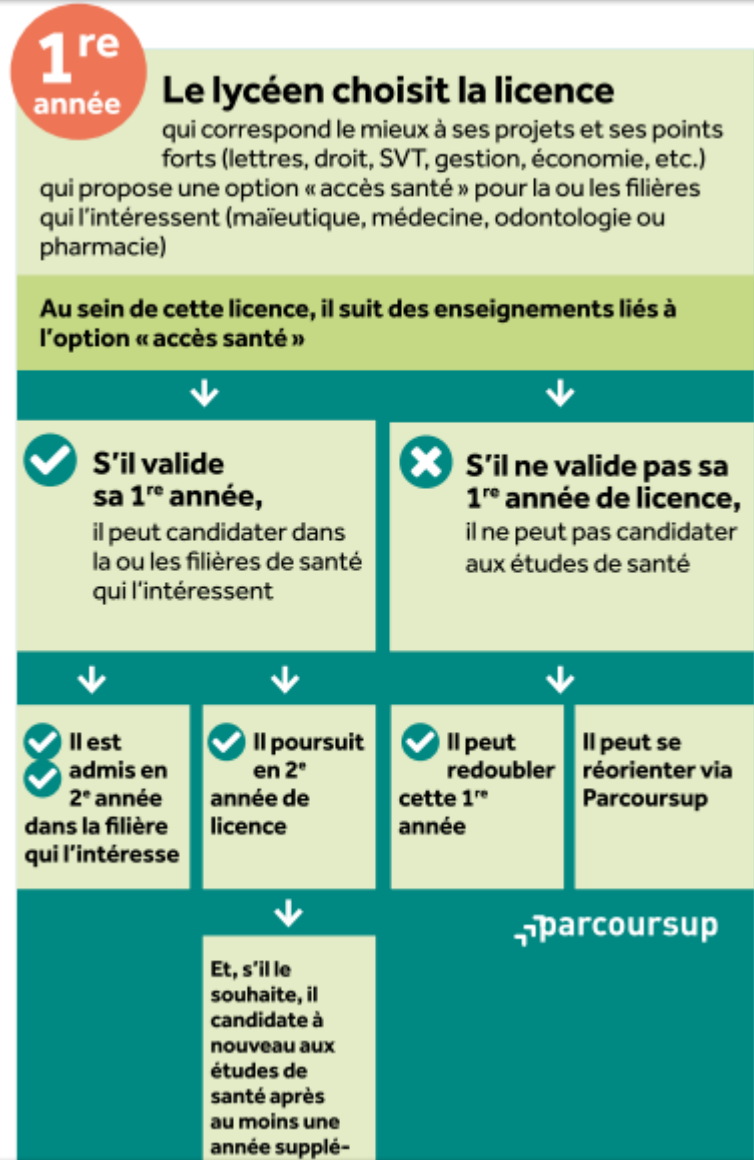 1re
année
Le lycéen choisit la licence
qui correspond le mieux à ses projets et ses points
forts (lettres, droit, SVT, gestion, économie, etc.)
qui propose une option « accès santé » pour la ou les filières
qui l'intéressent (maïeutique, médecine, odontologie ou
pharmacie)
Au sein de cette licence, il suit des enseignements liés à
l'option « accès santé »
S'il valide
sa 1re année,
il peut candidater dans
la ou les filières de santé
qui l'intéressent
S'il ne valide pas sa
1re année de licence,
il ne peut pas candidater
aux études de santé
Il est
admis en
2e année
dans la filière
qui l'intéresse
Il poursuit
en 2e
année de
licence
Il peut
redoubler
cette 1re
année
Il peut se
réorienter via
Parcoursup
parcoursup
Et, s'il le
souhaite, il
candidate à
nouveau aux
études de
santé après
au moins une
année supplé-